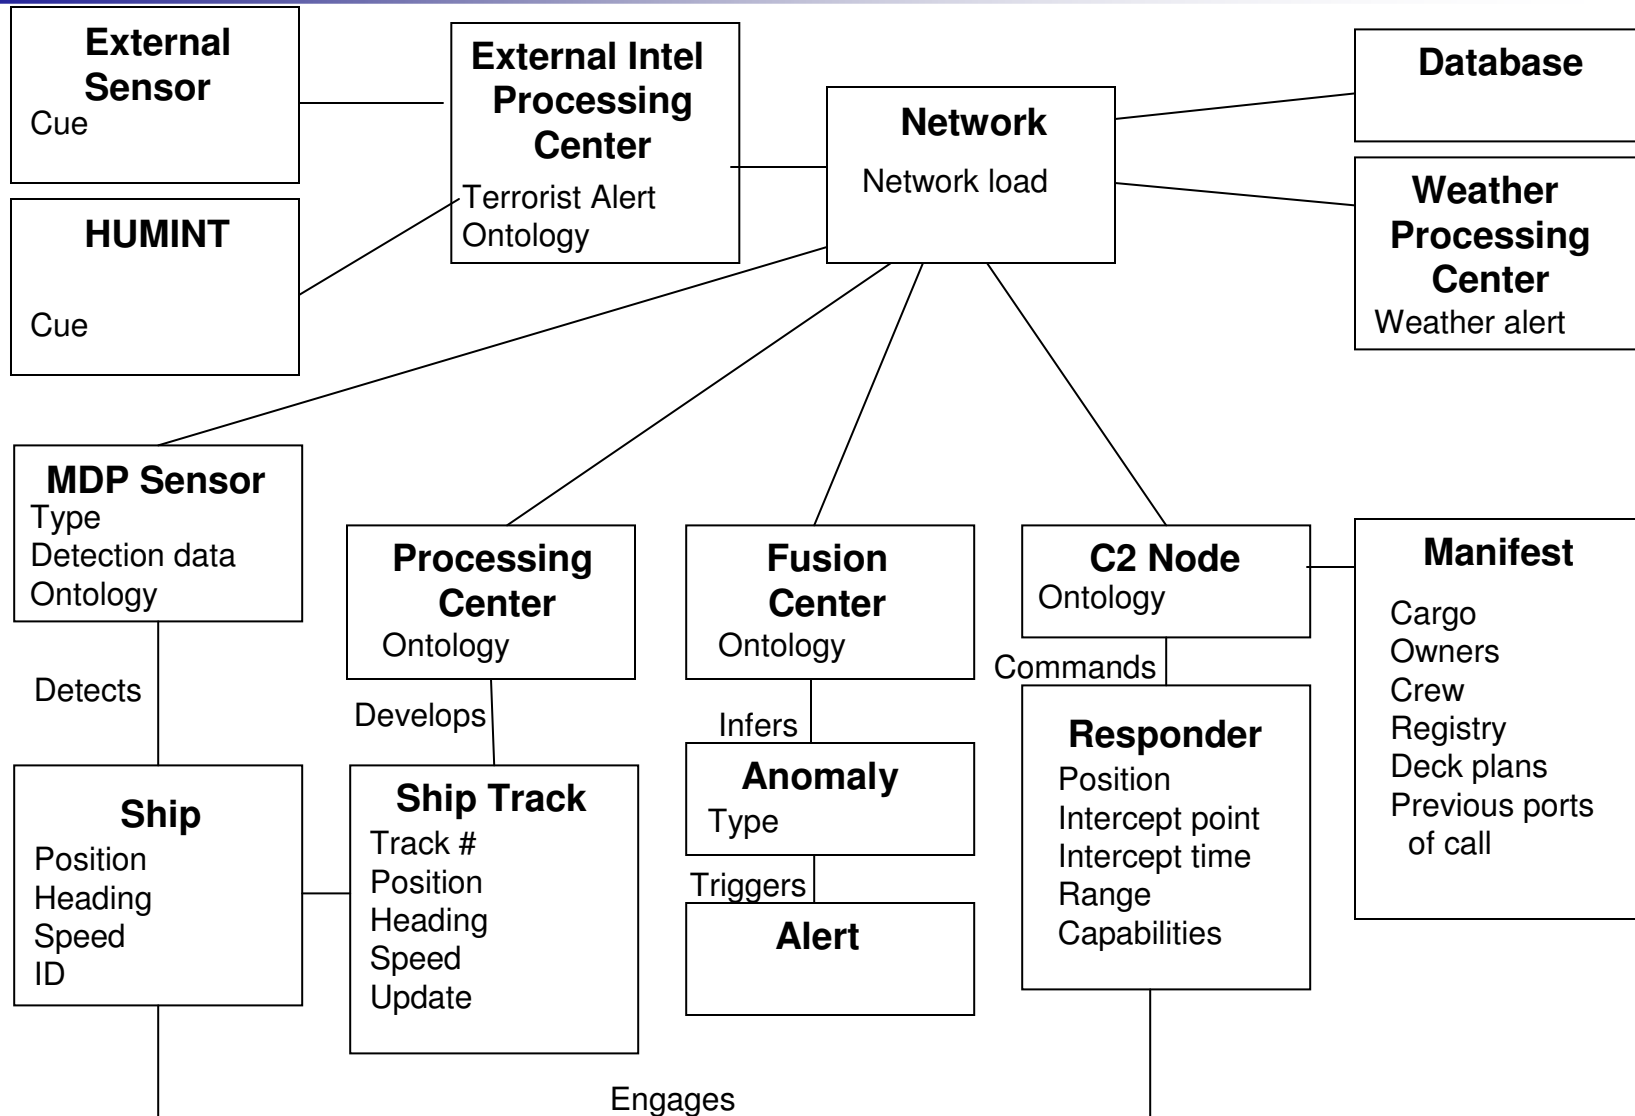 External
Sensor
Cue
External Intel
Processing
Center
Terrorist Alert
Ontology
Network
Network load
Database
HUMINT
Cue
Weather
Processing
Center
Weather alert
MDP Sensor
Type
Detection data
Ontology
Processing
Center
Ontology
Fusion
Center
Ontology
C2 Node
Ontology
Manifest
Cargo
Owners
Crew
Registry
Deck plans
Previous ports
of call
Detects
Develops
Infers
Commands
Ship
Position
Heading
Speed
ID
Ship Track
Track #
Position
Heading
Speed
Update
Anomaly
Type
Triggers
Alert
Responder
Position
Intercept point
Intercept time
Range
Capabilities
Engages